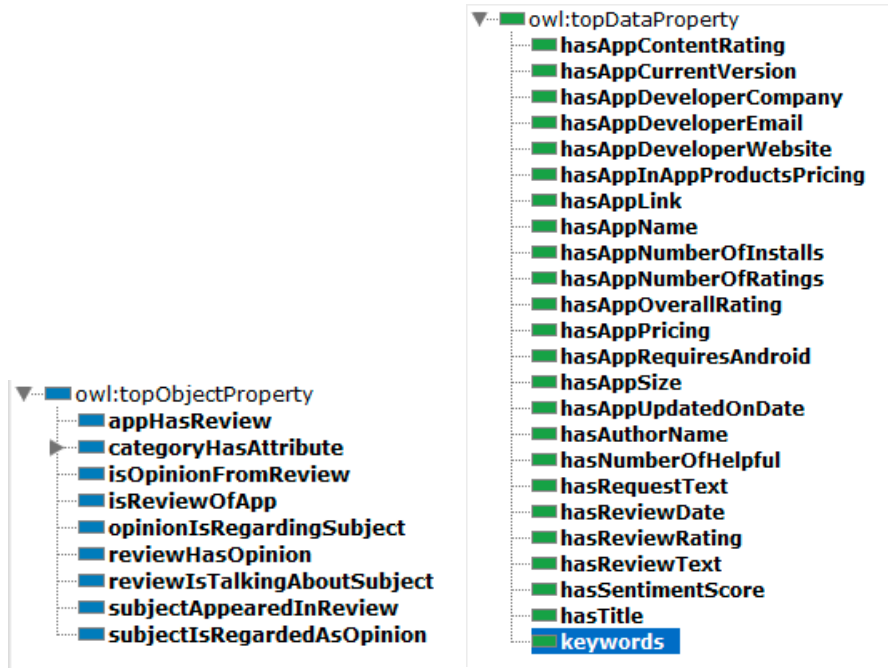 owl:topObjectProperty
appHasReview
categoryHasAttribute
isOpinionFromReview
isReviewOfApp
opinionIsRegardingSubject
reviewHasOpinion
reviewIsTalkingAboutSubject
subjectAppearedInReview
subjectIsRegardedAsOpinion
owl:topDataProperty
hasAppContentRating
hasAppCurrentVersion
hasAppDeveloperCompany
hasAppDeveloperEmail
hasAppDeveloperWebsite
hasAppInAppProductsPricing
hasAppLink
hasAppName
hasAppNumberOfInstalls
hasAppNumberOfRatings
hasAppOverallRating
hasAppPricing
hasAppRequiresAndroid
hasAppSize
hasAppUpdatedOnDate
hasAuthorName
hasNumberOfHelpful
hasRequestText
hasReviewDate
hasReviewRating
hasReviewText
hasSentimentScore
hasTitle
keywords